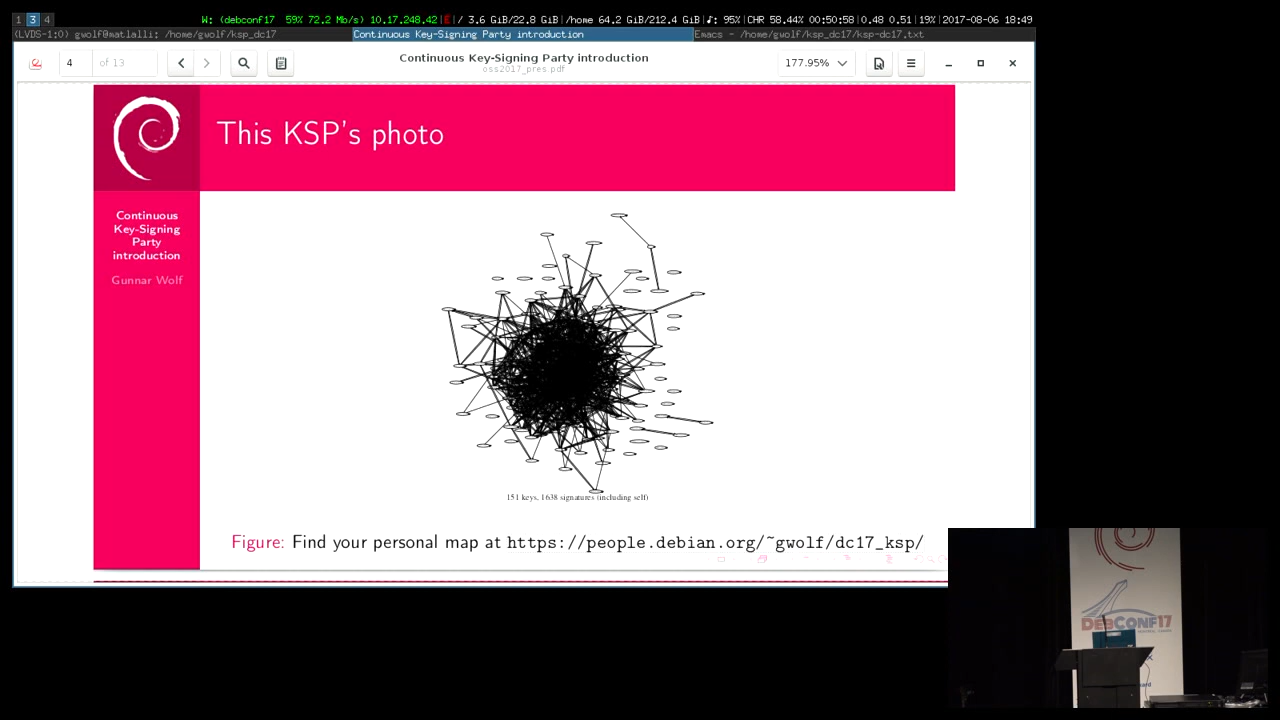 1 3 4 W: (debconf17 59% 72.2 Mb/s) 10.17.248.42| |/ 3.6 GiB/22.8 GiB|/home 64.2 GiB/212.4 GiB|♪: 95%|CHR 58.44% 00:50:58|0.48 0.51|19%|2017-08-06 18:49
(LVDS-1:0) gwolf@matlalli: /home/gwolf/ksp_dc17 Continuous Key-Signing Party introduction Emacs - /home/gwolf/ksp_dc17/ksp-dc17.txt
4 of 13 Continuous Key-Signing Party introduction 177.95%
oss2017_pres.pdf
This KSP's photo
Continuous
Key-Signing
Party
introduction
Gunnar Wolf
151 keys, 1638 signatures (including self)
Figure: Find your personal map at https://people.debian.org/~gwolf/dc17_ksp/
DEBCONF17